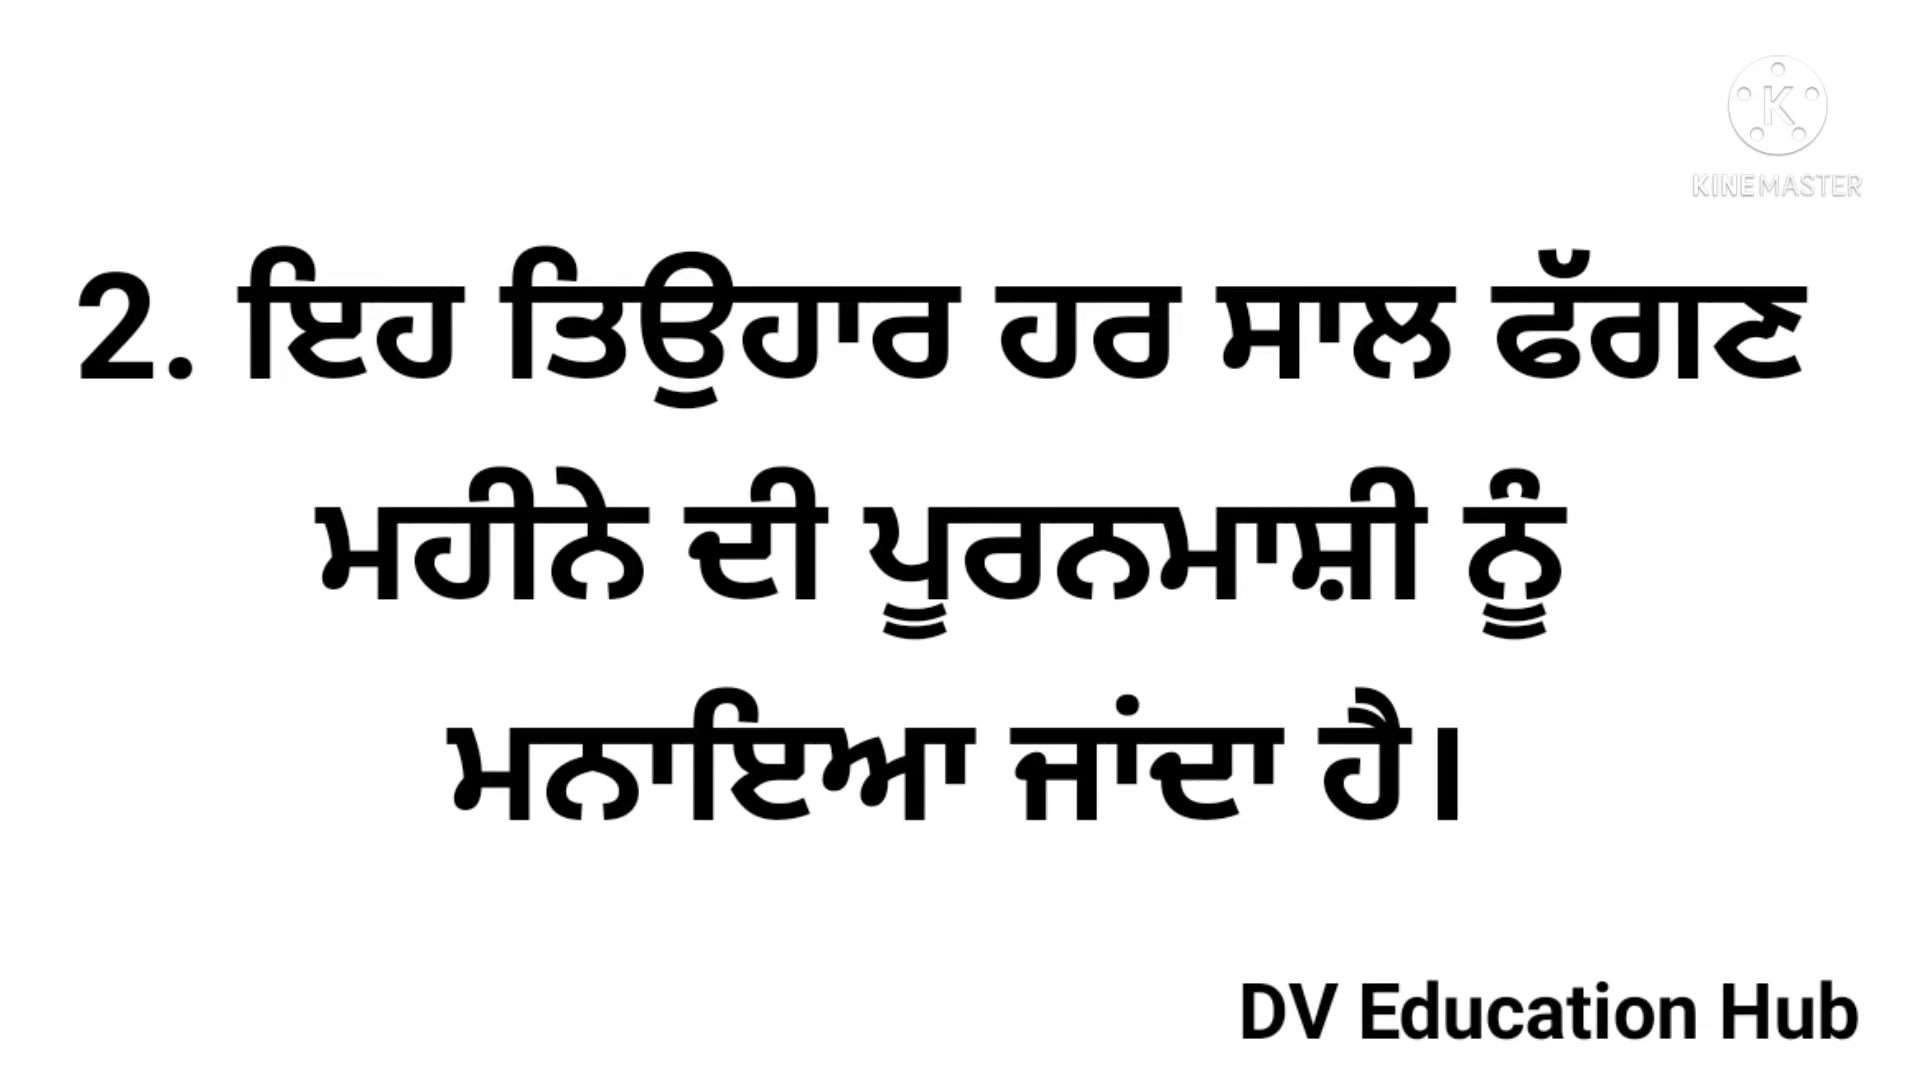 K
KINEMASTER
2. ਇਹ ਤਿਉਹਾਰ ਹਰ ਸਾਲ ਫੱਗਣ
ਮਹੀਨੇ ਦੀ ਪੂਰਨਮਾਸ਼ੀ ਨੂੰ
ਮਨਾਇਆ ਜਾਂਦਾ ਹੈ।
DV Education Hub